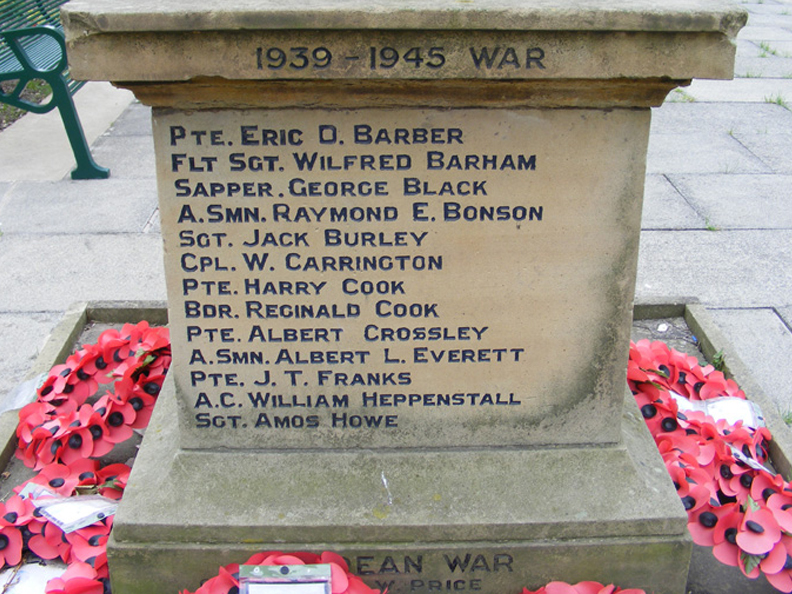 1939 - 1945 WAR
PTE. ERIC D. BARBER
FLT SGT. WILFRED BARHAM
SAPPER. GEORGE BLACK
A.SMN. RAYMOND E. BONSON
SGT. JACK BURLEY
CPL. W. CARRINGTON
PTE. HARRY COOK
BDR. REGINALD COOK
PTE. ALBERT CROSSLEY
A.SMN. ALBERT L. EVERETT
PTE. J. T. FRANKS
A.C. WILLIAM HEPPENSTALL
SGT. AMOS HOWE
WAR
W. PRICE